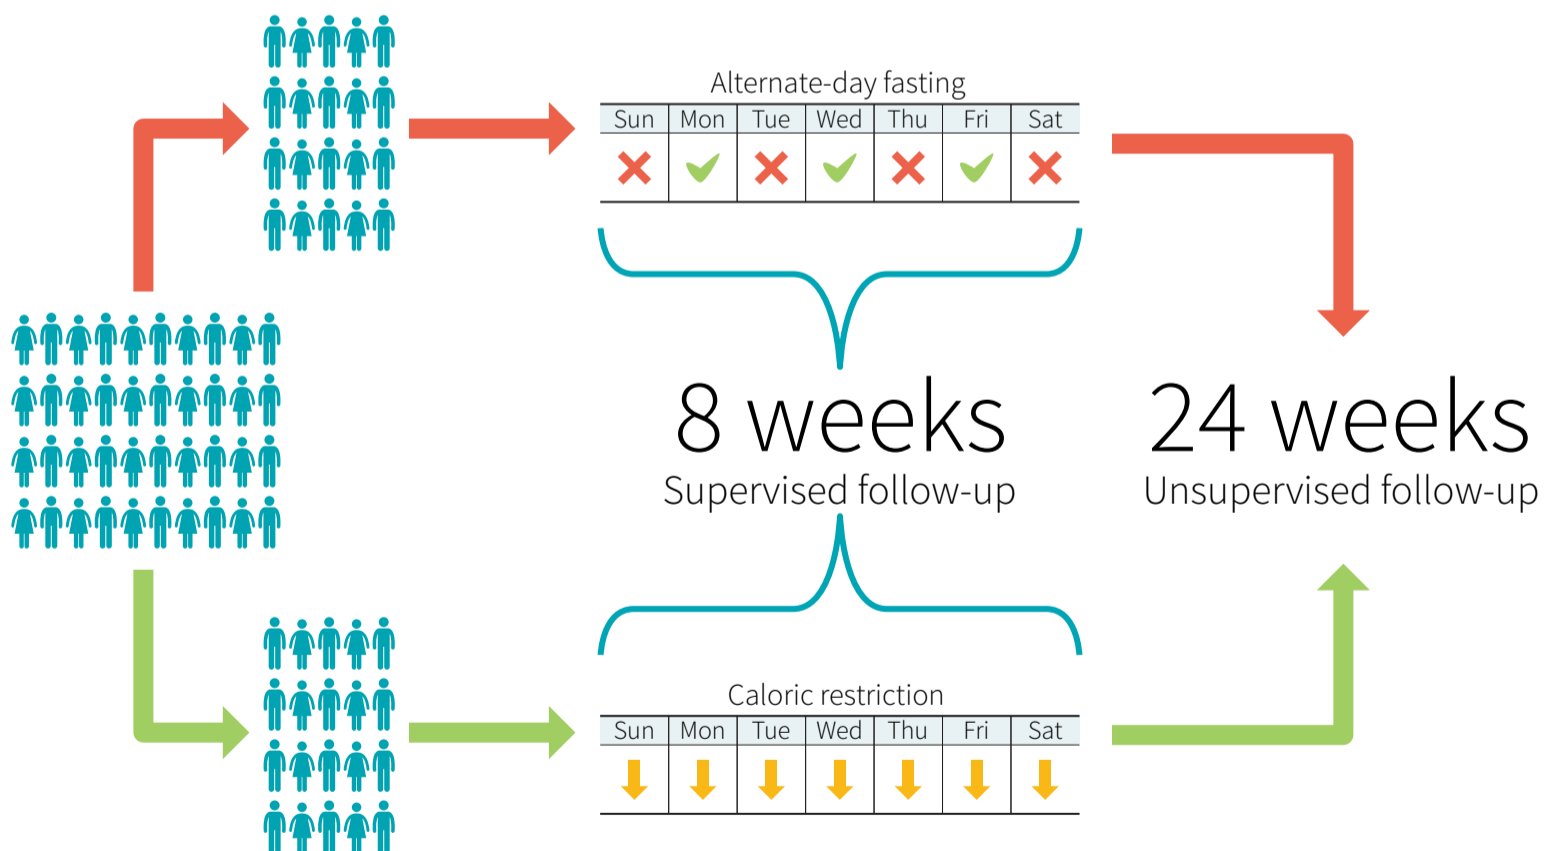 Alternate-day fasting
Sun Mon Tue Wed Thu Fri Sat
8 weeks
Supervised follow-up
24 weeks
Unsupervised follow-up
Caloric restriction
Sun Mon Tue Wed Thu Fri Sat